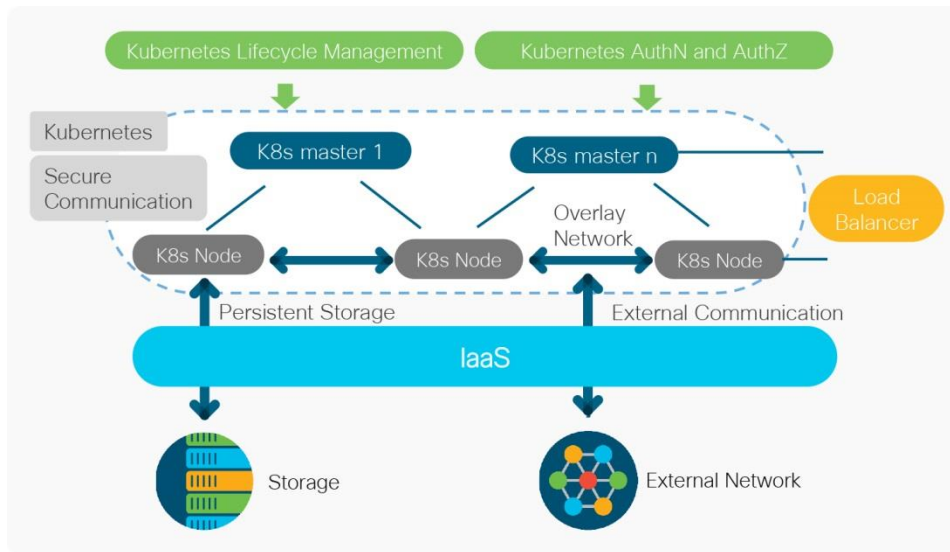 Kubernetes Lifecycle Management
Kubernetes AuthN and AuthZ
Kubernetes
Secure
Communication
K8s master 1
K8s master n
Load
Balancer
Overlay
Network
K8s Node
K8s Node
K8s Node
Persistent Storage
External Communication
IaaS
Storage
External Network